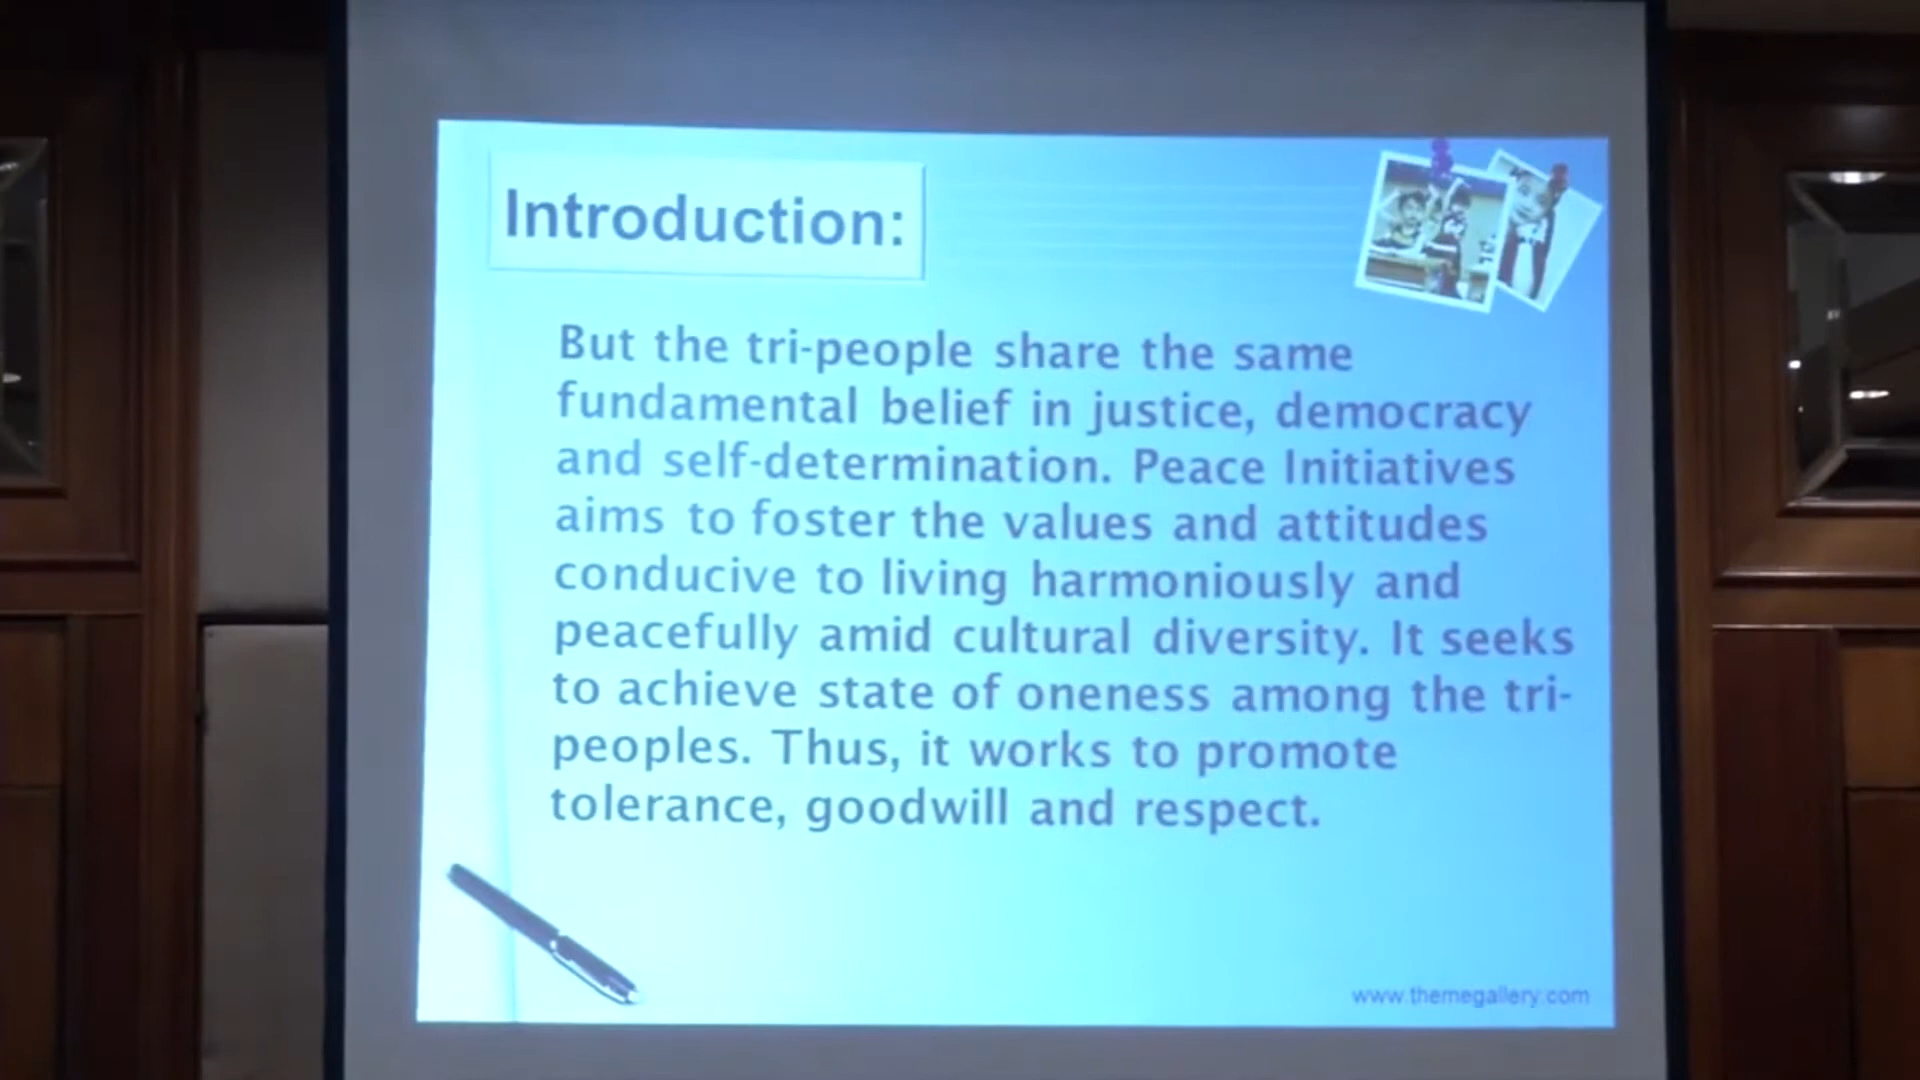 Introduction:
But the tri-people share the same
fundamental belief in justice, democracy
and self-determination. Peace Initiatives
aims to foster the values and attitudes
conducive to living harmoniously and
peacefully amid cultural diversity. It seeks
to achieve state of oneness among the tri-
peoples. Thus, it works to promote
tolerance, goodwill and respect.
www.themegallery.com